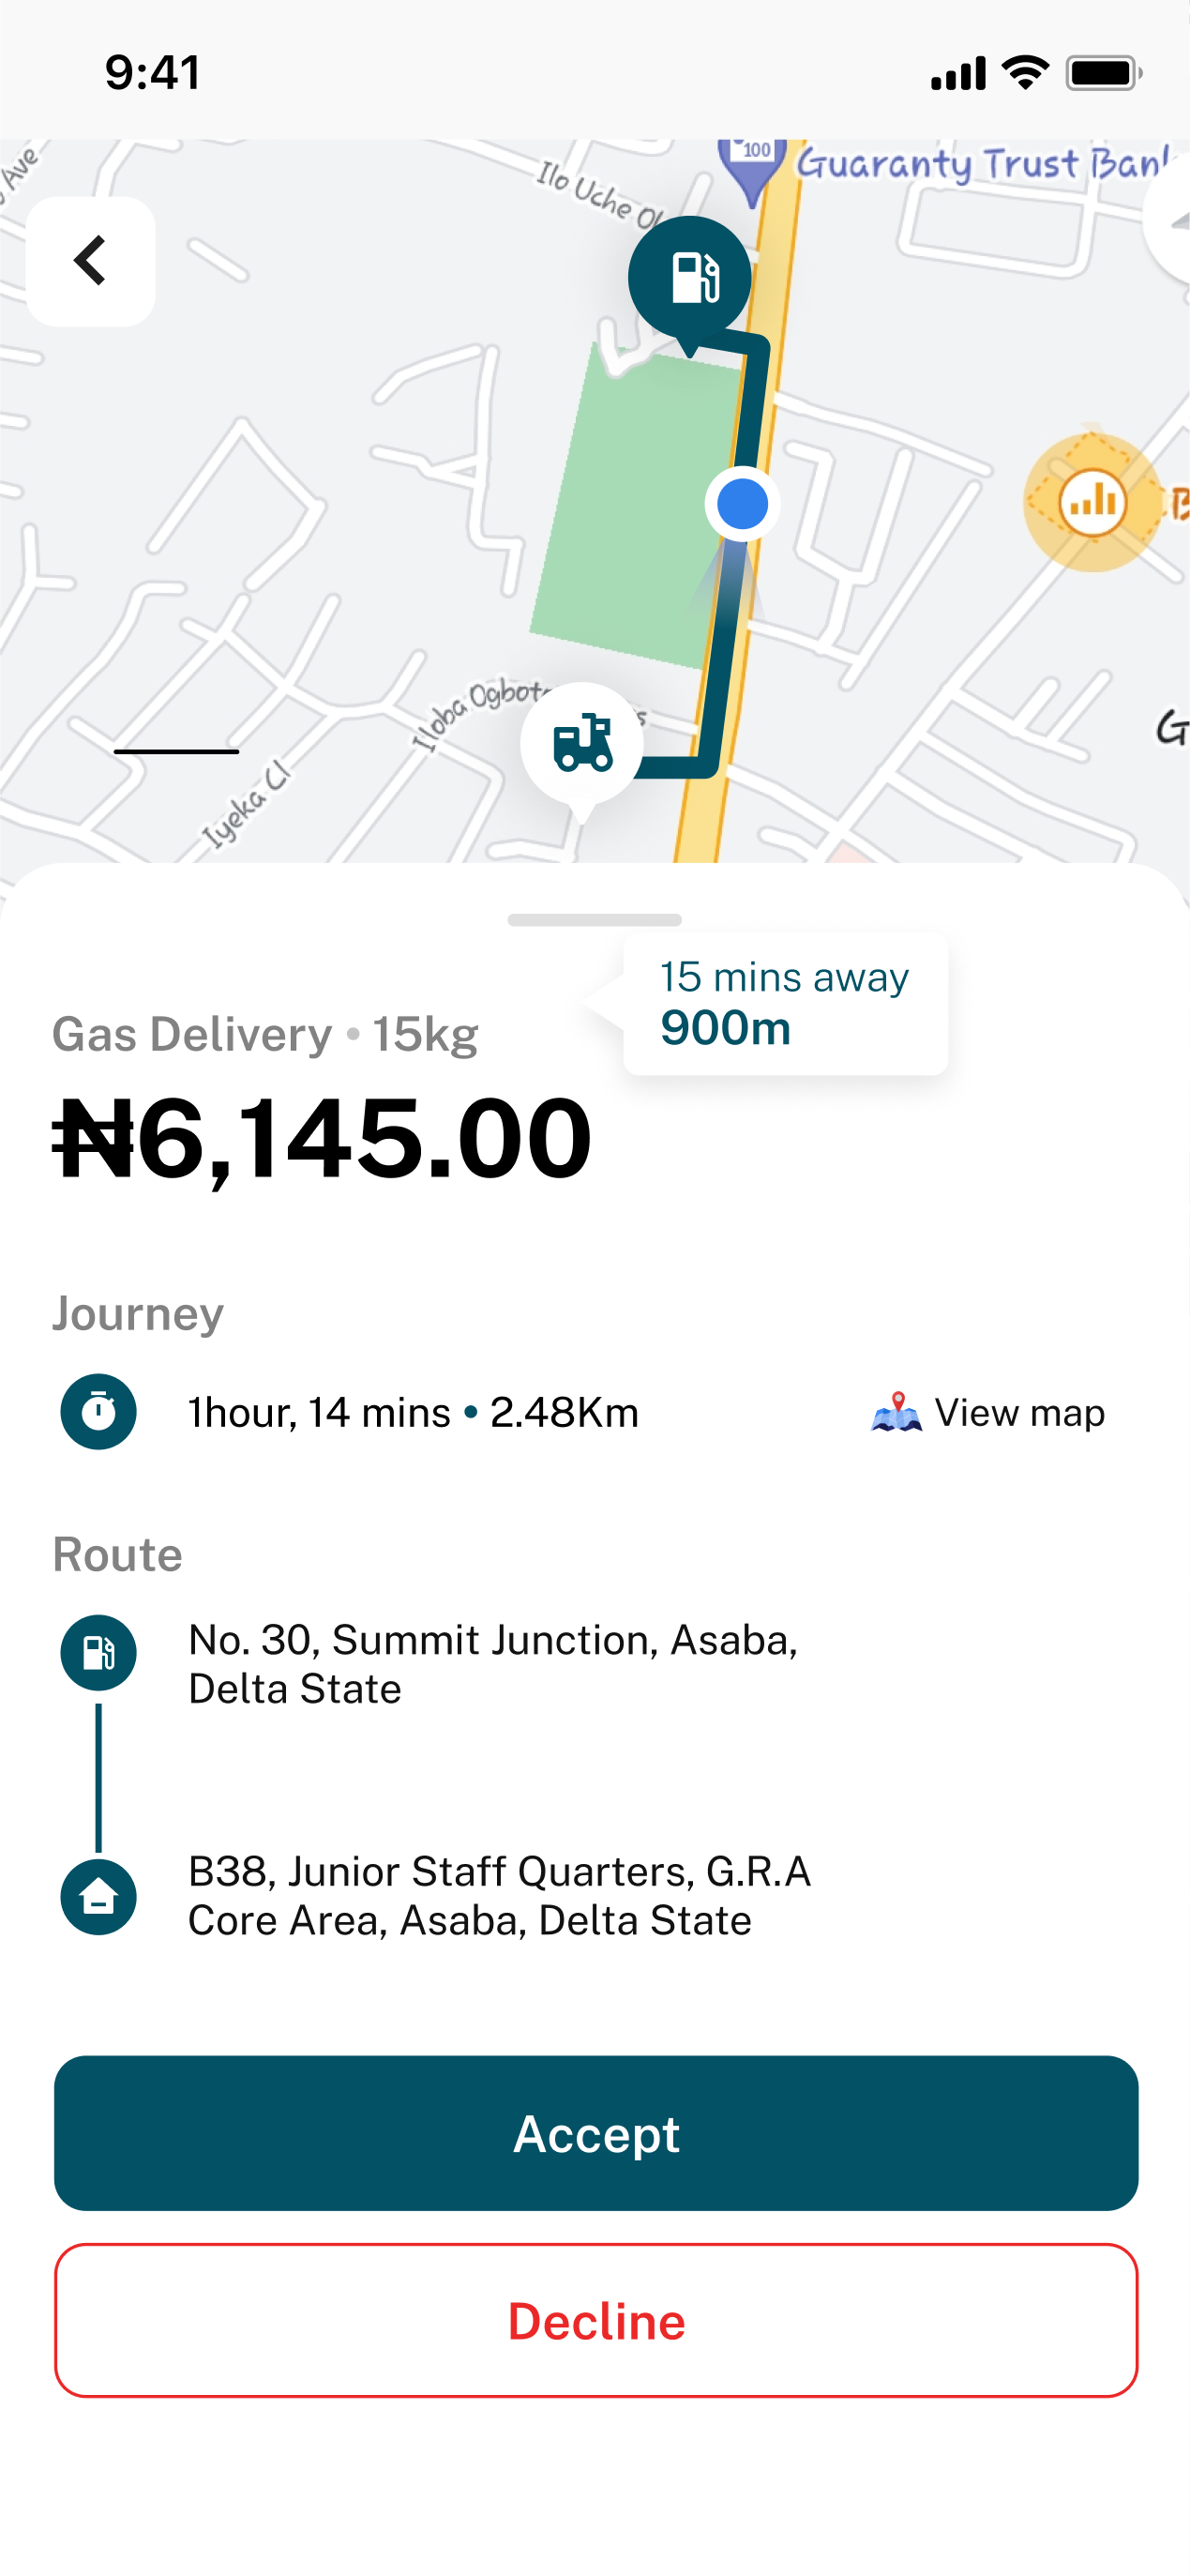 9:41
Ave
Ilo Uche
100
Guaranty Trust Bank
Iloba
Iyeka Cl
15 mins away
900m
Gas Delivery • 15kg
₦6,145.00
Journey
1hour, 14 mins • 2.48Km
View map
Route
No. 30, Summit Junction, Asaba,
Delta State
B38, Junior Staff Quarters, G.R.A
Core Area, Asaba, Delta State
Accept
Decline